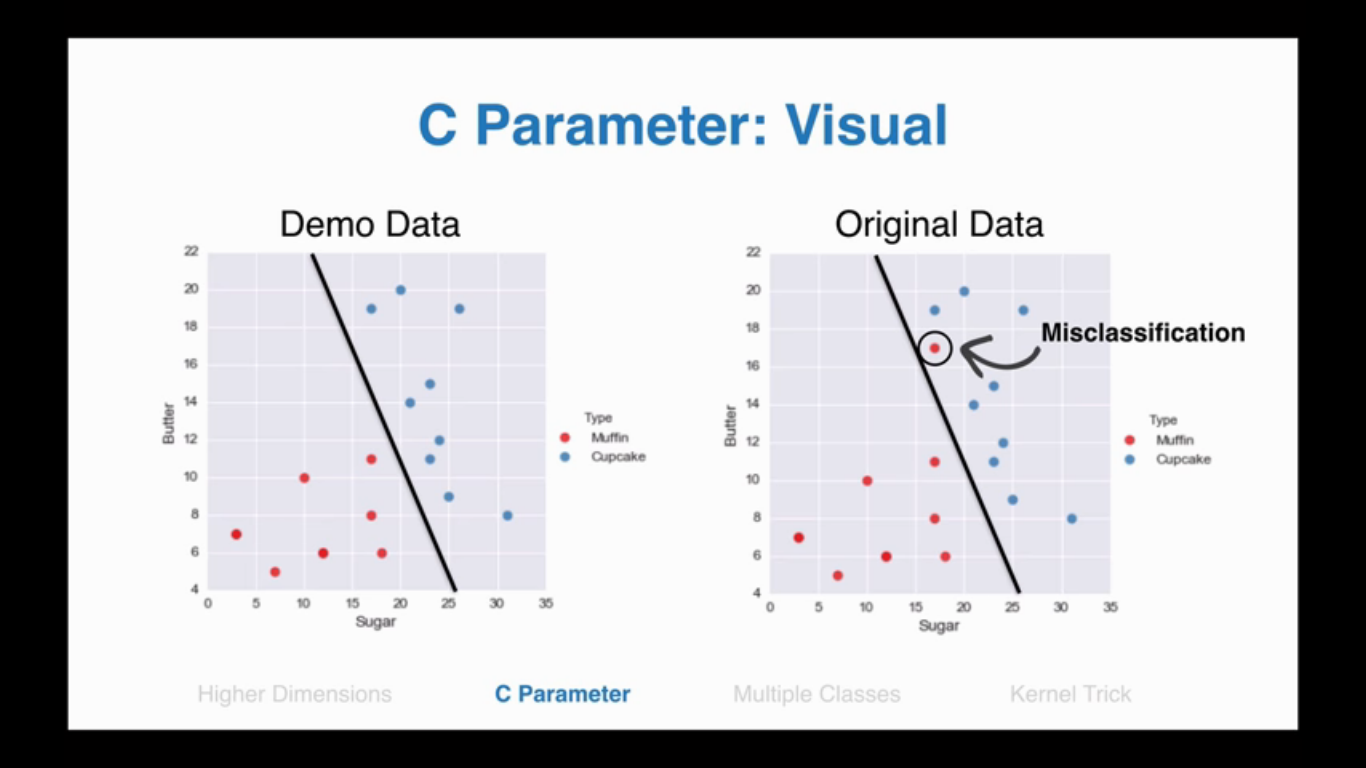 C Parameter: Visual
Demo Data
22
20
18
16
14
12
10
8
6
4
Butter
0 5 10 15 20 25 30 35
Sugar
Type
Muffin
Cupcake
Original Data
22
20
18
16
14
12
10
8
6
4
Butter
0 5 10 15 20 25 30 35
Sugar
Misclassification
Type
Muffin
Cupcake
Higher Dimensions C Parameter Multiple Classes Kernel Trick